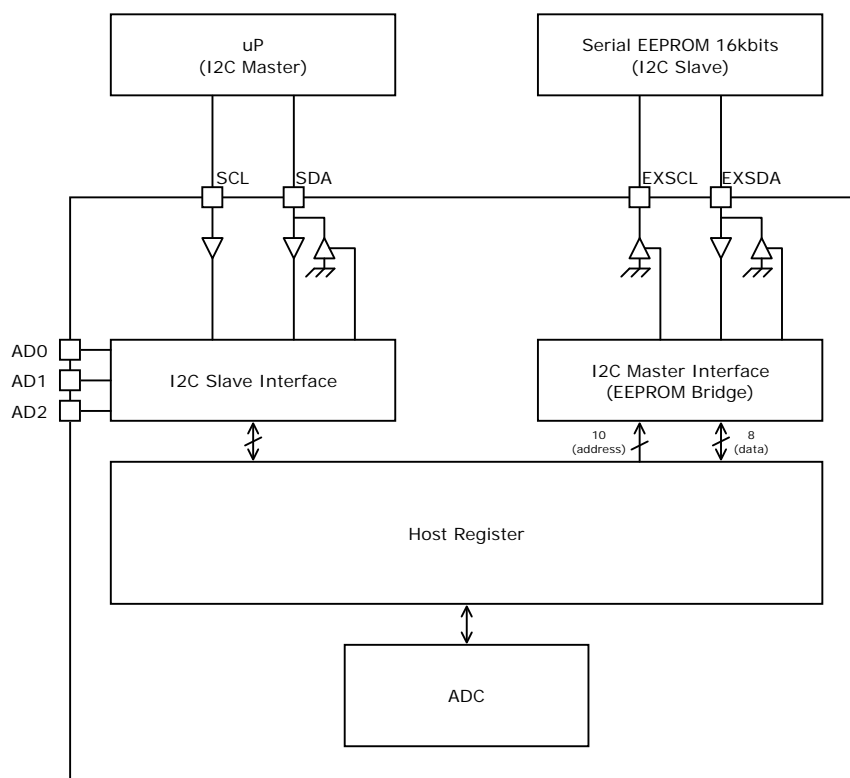 uP
(I2C Master)
Serial EEPROM 16kbits
(I2C Slave)
SCL
SDA
EXSCL
EXSDA
AD0
AD1
AD2
I2C Slave Interface
I2C Master Interface
(EEPROM Bridge)
10
(address)
8
(data)
Host Register
ADC